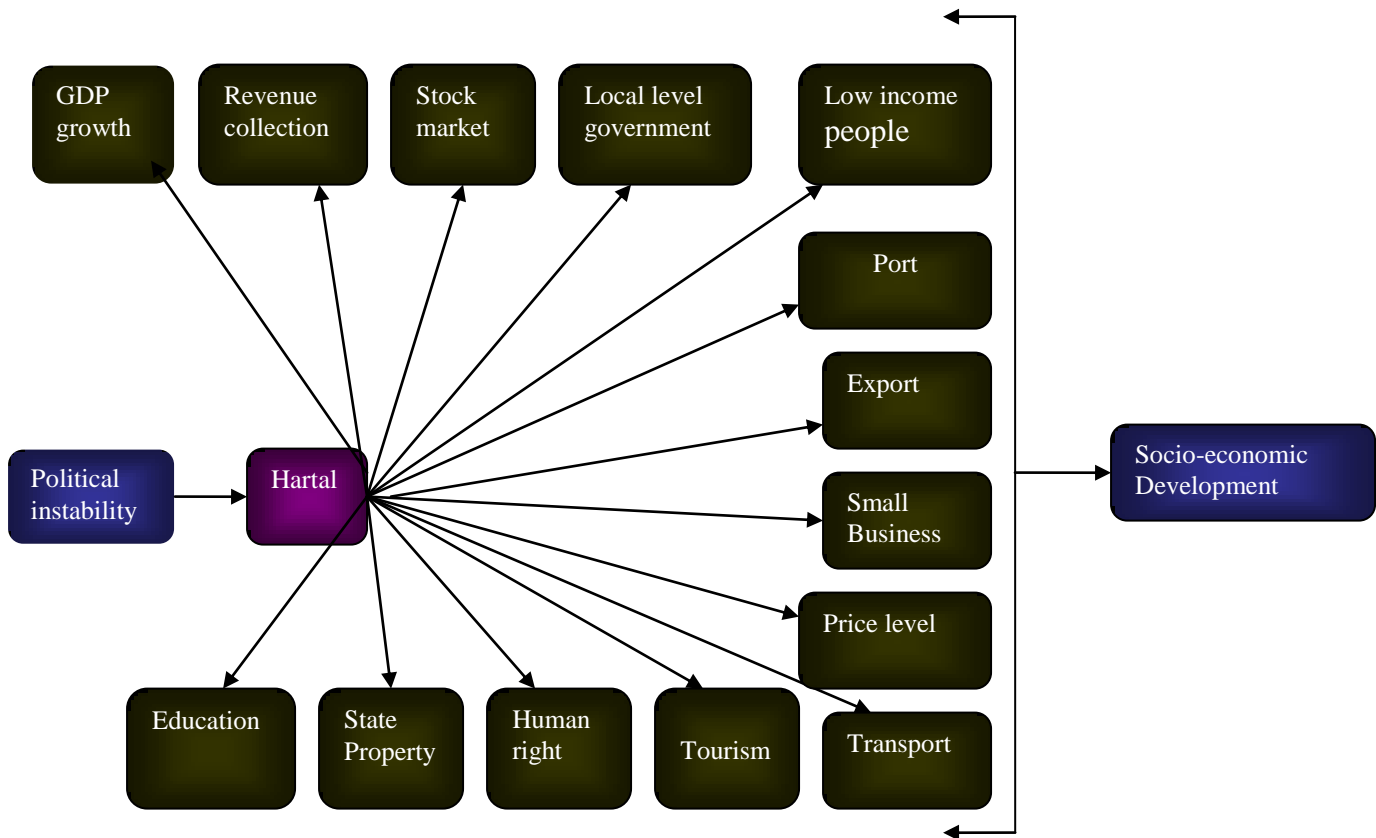 GDP
growth
Revenue
collection
Stock
market
Local level
government
Low income
people
Port
Export
Political
instability
Hartal
Small
Business
Socio-economic
Development
Price level
Education
State
Property
Human
right
Tourism
Transport